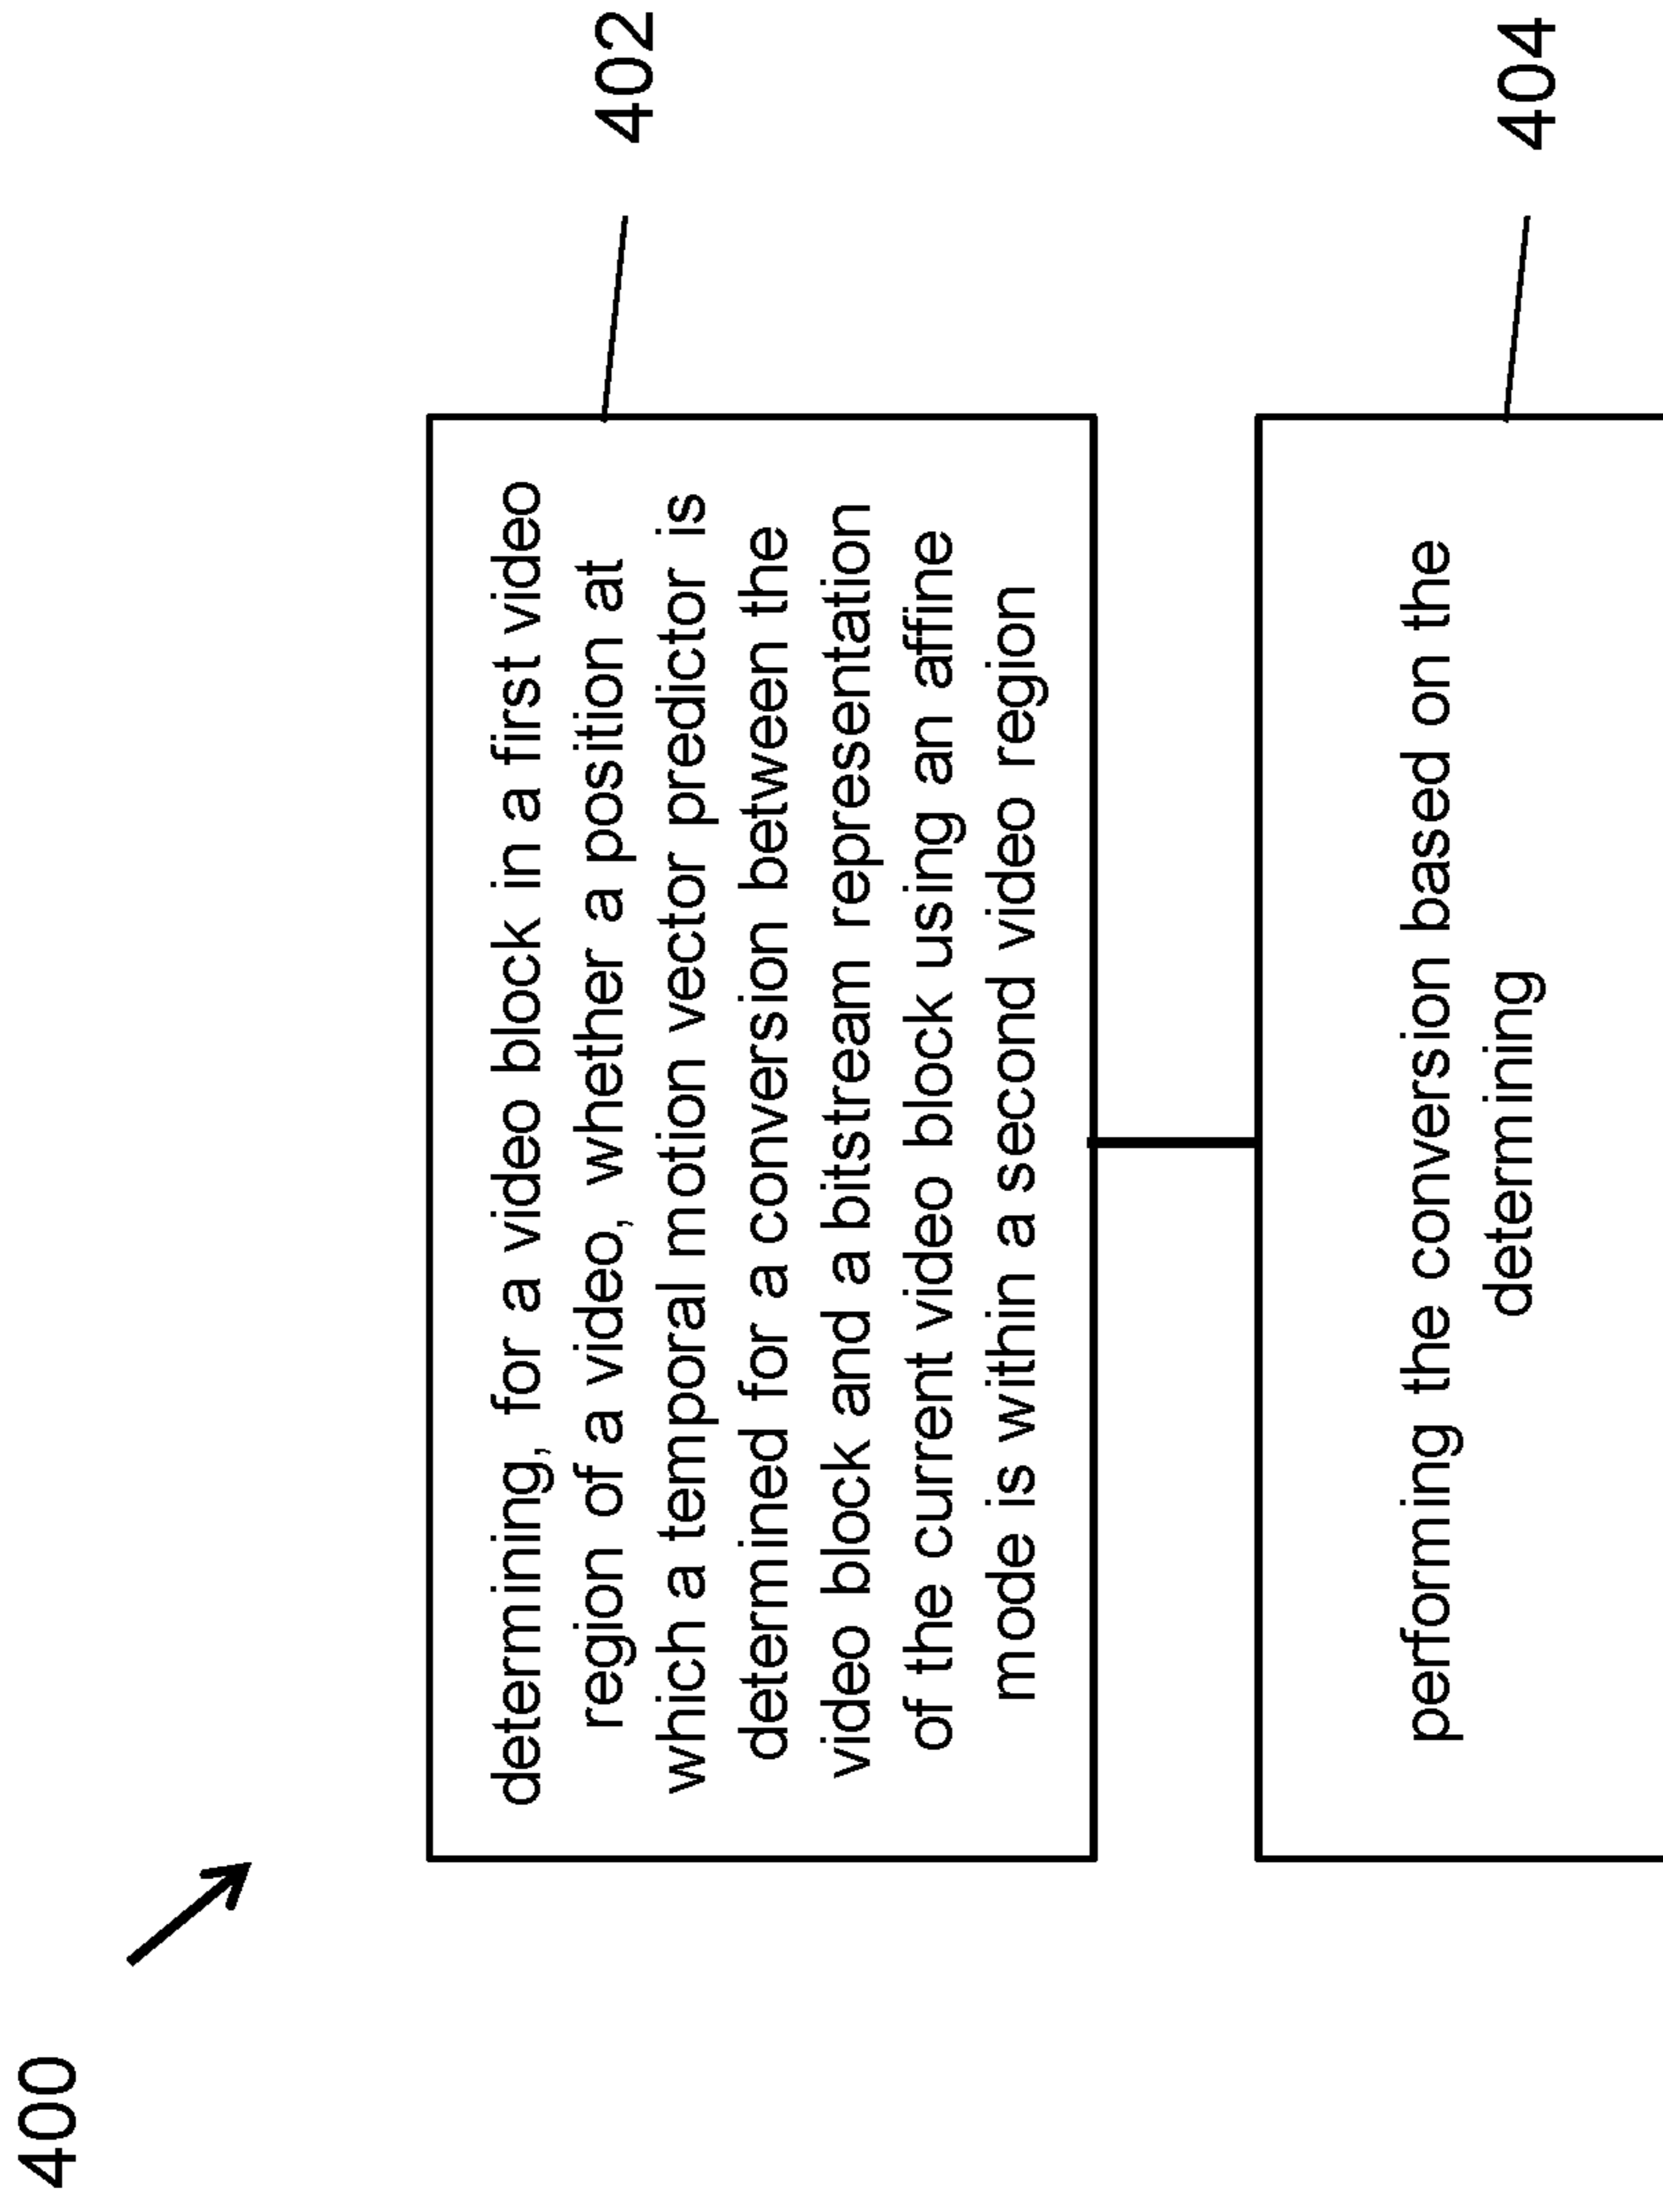 400
determining, for a video block in a first video
region of a video, whether a position at
which a temporal motion vector predictor is
determined for a conversion between the
video block and a bitstream representation
of the current video block using an affine
mode is within a second video region
402
performing the conversion based on the
determining
404